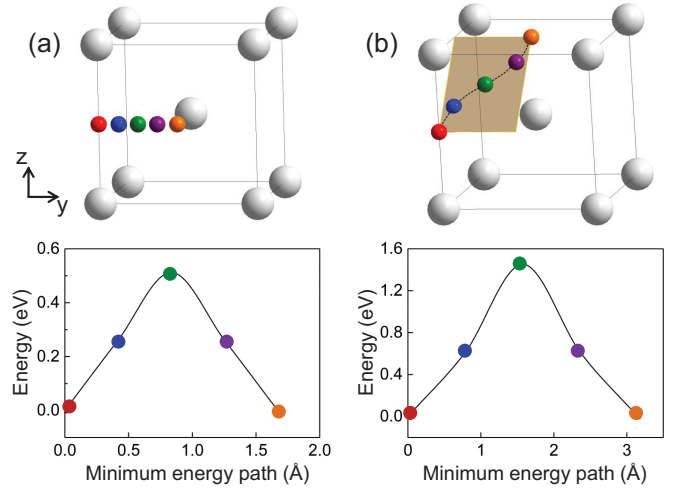 (a)
(b)
z
y
0.6
0.4
0.2
0.0
Energy (eV)
0.0 0.5 1.0 1.5 2.0
Minimum energy path (Å)
1.6
1.2
0.8
0.4
0.0
Energy (eV)
0 1 2 3
Minimum energy path (Å)